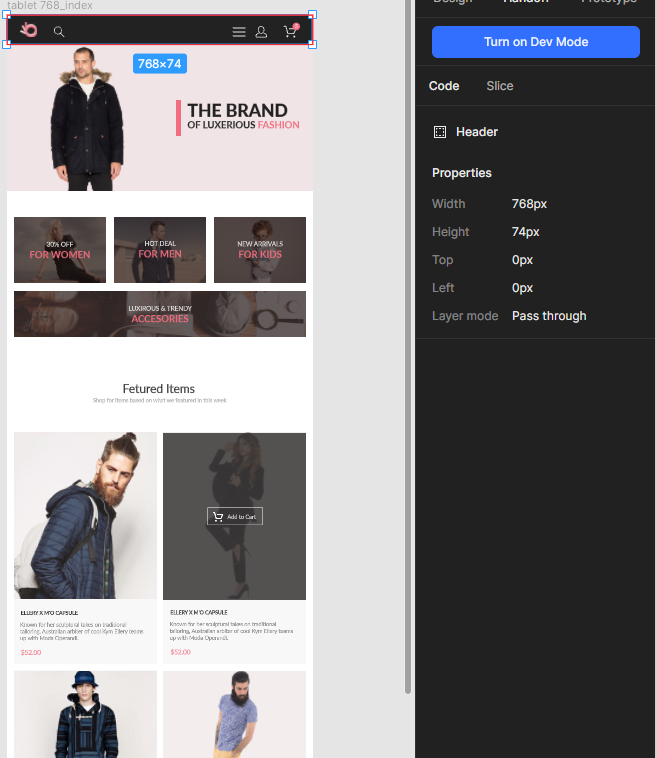 tablet 768_index
Design
Handoff
Prototype
Turn on Dev Mode
Code
Slice
768×74
Header
Properties
Width
768px
Height
74px
Top
0px
Left
0px
Layer mode
Pass through
THE BRAND
OF LUXERIOUS FASHION
30% OFF
FOR WOMEN
HOT DEAL
FOR MEN
NEW ARRIVALS
FOR KIDS
LUXIROUS & TRENDY
ACCESORIES
Fetured Items
Shop for items based on what we featured in this week
Add to Cart
ELLERY X M'O CAPSULE
Known for her sculptural takes on traditional
tailoring, Australian arbiter of cool Kym Ellery teams
up with Moda Operandi.
$52.00
ELLERY X M'O CAPSULE
Known for her sculptural takes on traditional
tailoring, Australian arbiter of cool Kym Ellery teams
up with Moda Operandi.
$52.00